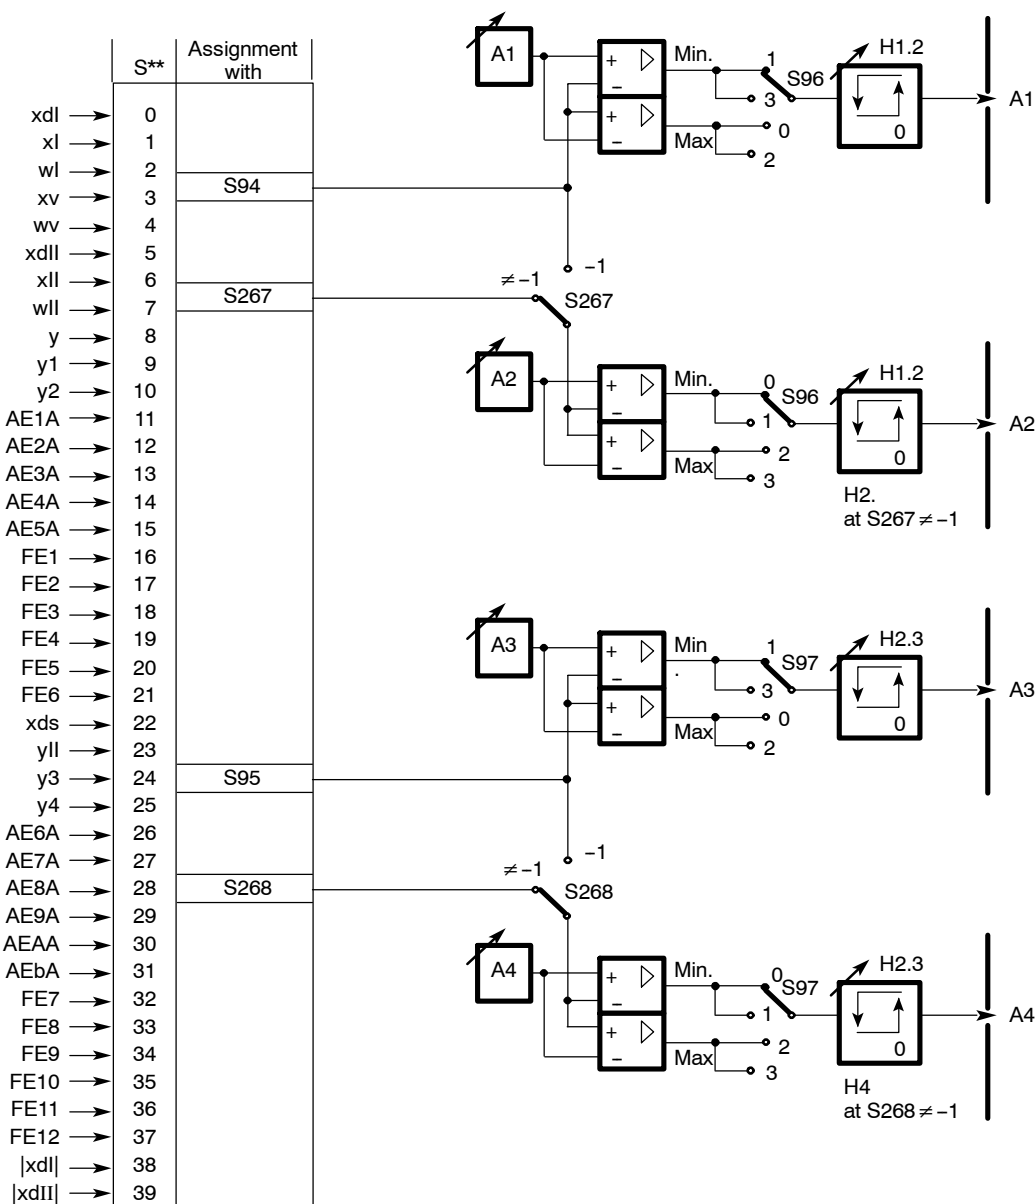 S** Assignment with
xdI 0
xI 1
wI 2
S94
xv 3
wv 4
xdII 5
xII 6
S267
wII 7
y 8
y1 9
y2 10
AE1A 11
AE2A 12
AE3A 13
AE4A 14
AE5A 15
FE1 16
FE2 17
FE3 18
FE4 19
FE5 20
FE6 21
xds 22
yII 23
y3 24 S95
y4 25
AE6A 26
AE7A 27
AE8A 28 S268
AE9A 29
AEAA 30
AEbA 31
FE7 32
FE8 33
FE9 34
FE10 35
FE11 36
FE12 37
|xdI| 38
|xdII| 39
A1 + − Min. 1 S96 H1.2
3
+ − Max 0 0 A1
2
−1
≠ −1
S267
A2 + − Min. 0 S96 H1.2
1
+ − Max 2 0 A2
3
H2.
at S267 ≠ −1
A3 + − Min . 1 S97 H2.3
3
+ − Max 0 0 A3
2
−1
≠ −1
S268
A4 + − Min. 0 S97 H2.3
1
+ − Max 2 0 A4
3
H4
at S268 ≠ −1